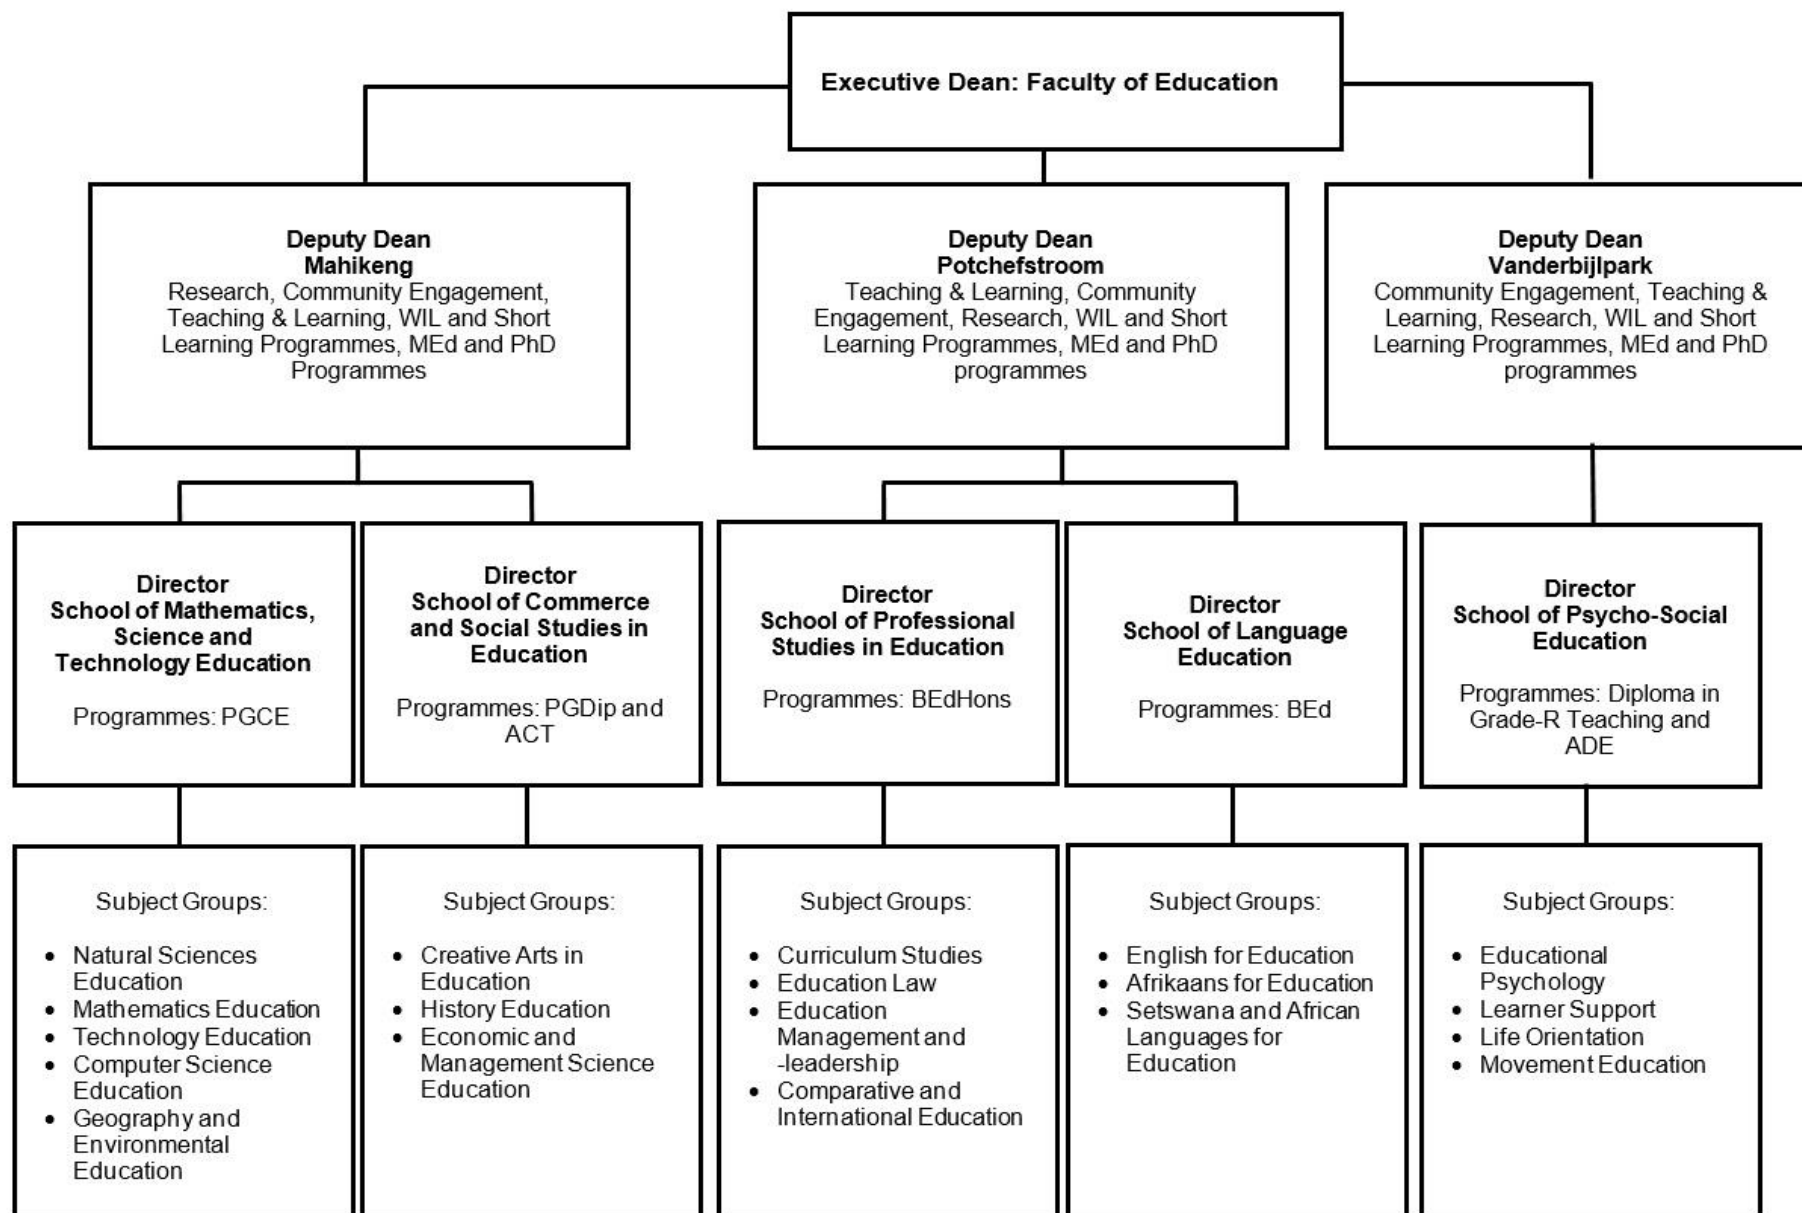 Executive Dean: Faculty of Education
Deputy Dean
Mahikeng
Research, Community Engagement,
Teaching & Learning, WIL and Short
Learning Programmes, MEd and PhD
Programmes
Deputy Dean
Potchefstroom
Teaching & Learning, Community
Engagement, Research, WIL and Short
Learning Programmes, MEd and PhD
programmes
Deputy Dean
Vanderbijlpark
Community Engagement, Teaching &
Learning, Research, WIL and Short
Learning Programmes, MEd and PhD
programmes
Director
School of Mathematics,
Science and
Technology Education
Programmes: PGCE
Director
School of Commerce
and Social Studies in
Education
Programmes: PGDip and
ACT
Director
School of Professional
Studies in Education
Programmes: BEdHons
Director
School of Language
Education
Programmes: BEd
Director
School of Psycho-Social
Education
Programmes: Diploma in
Grade-R Teaching and
ADE
Subject Groups:
• Natural Sciences
Education
• Mathematics Education
• Technology Education
• Computer Science
Education
• Geography and
Environmental
Education
Subject Groups:
• Creative Arts in
Education
• History Education
• Economic and
Management Science
Education
Subject Groups:
• Curriculum Studies
• Education Law
• Education
Management and
-leadership
• Comparative and
International Education
Subject Groups:
• English for Education
• Afrikaans for Education
• Setswana and African
Languages for
Education
Subject Groups:
• Educational
Psychology
• Learner Support
• Life Orientation
• Movement Education